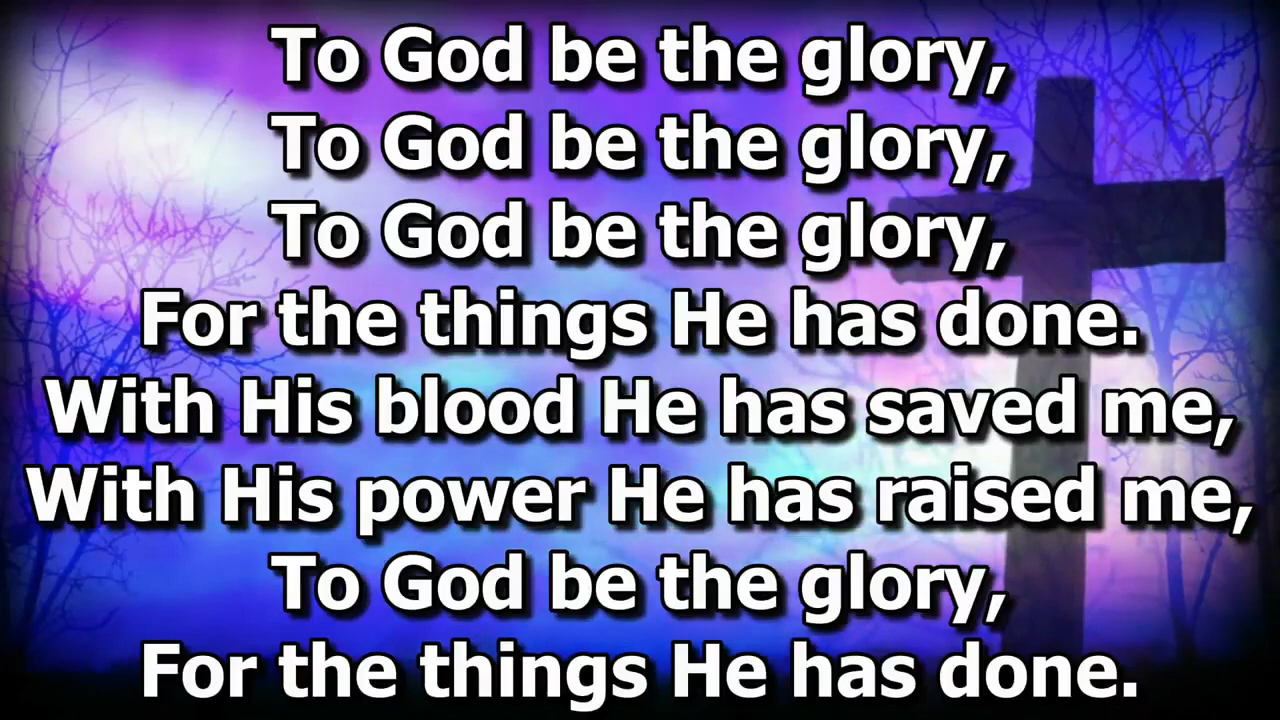 To God be the glory,
To God be the glory,
To God be the glory,
For the things He has done.
With His blood He has saved me,
With His power He has raised me,
To God be the glory,
For the things He has done.